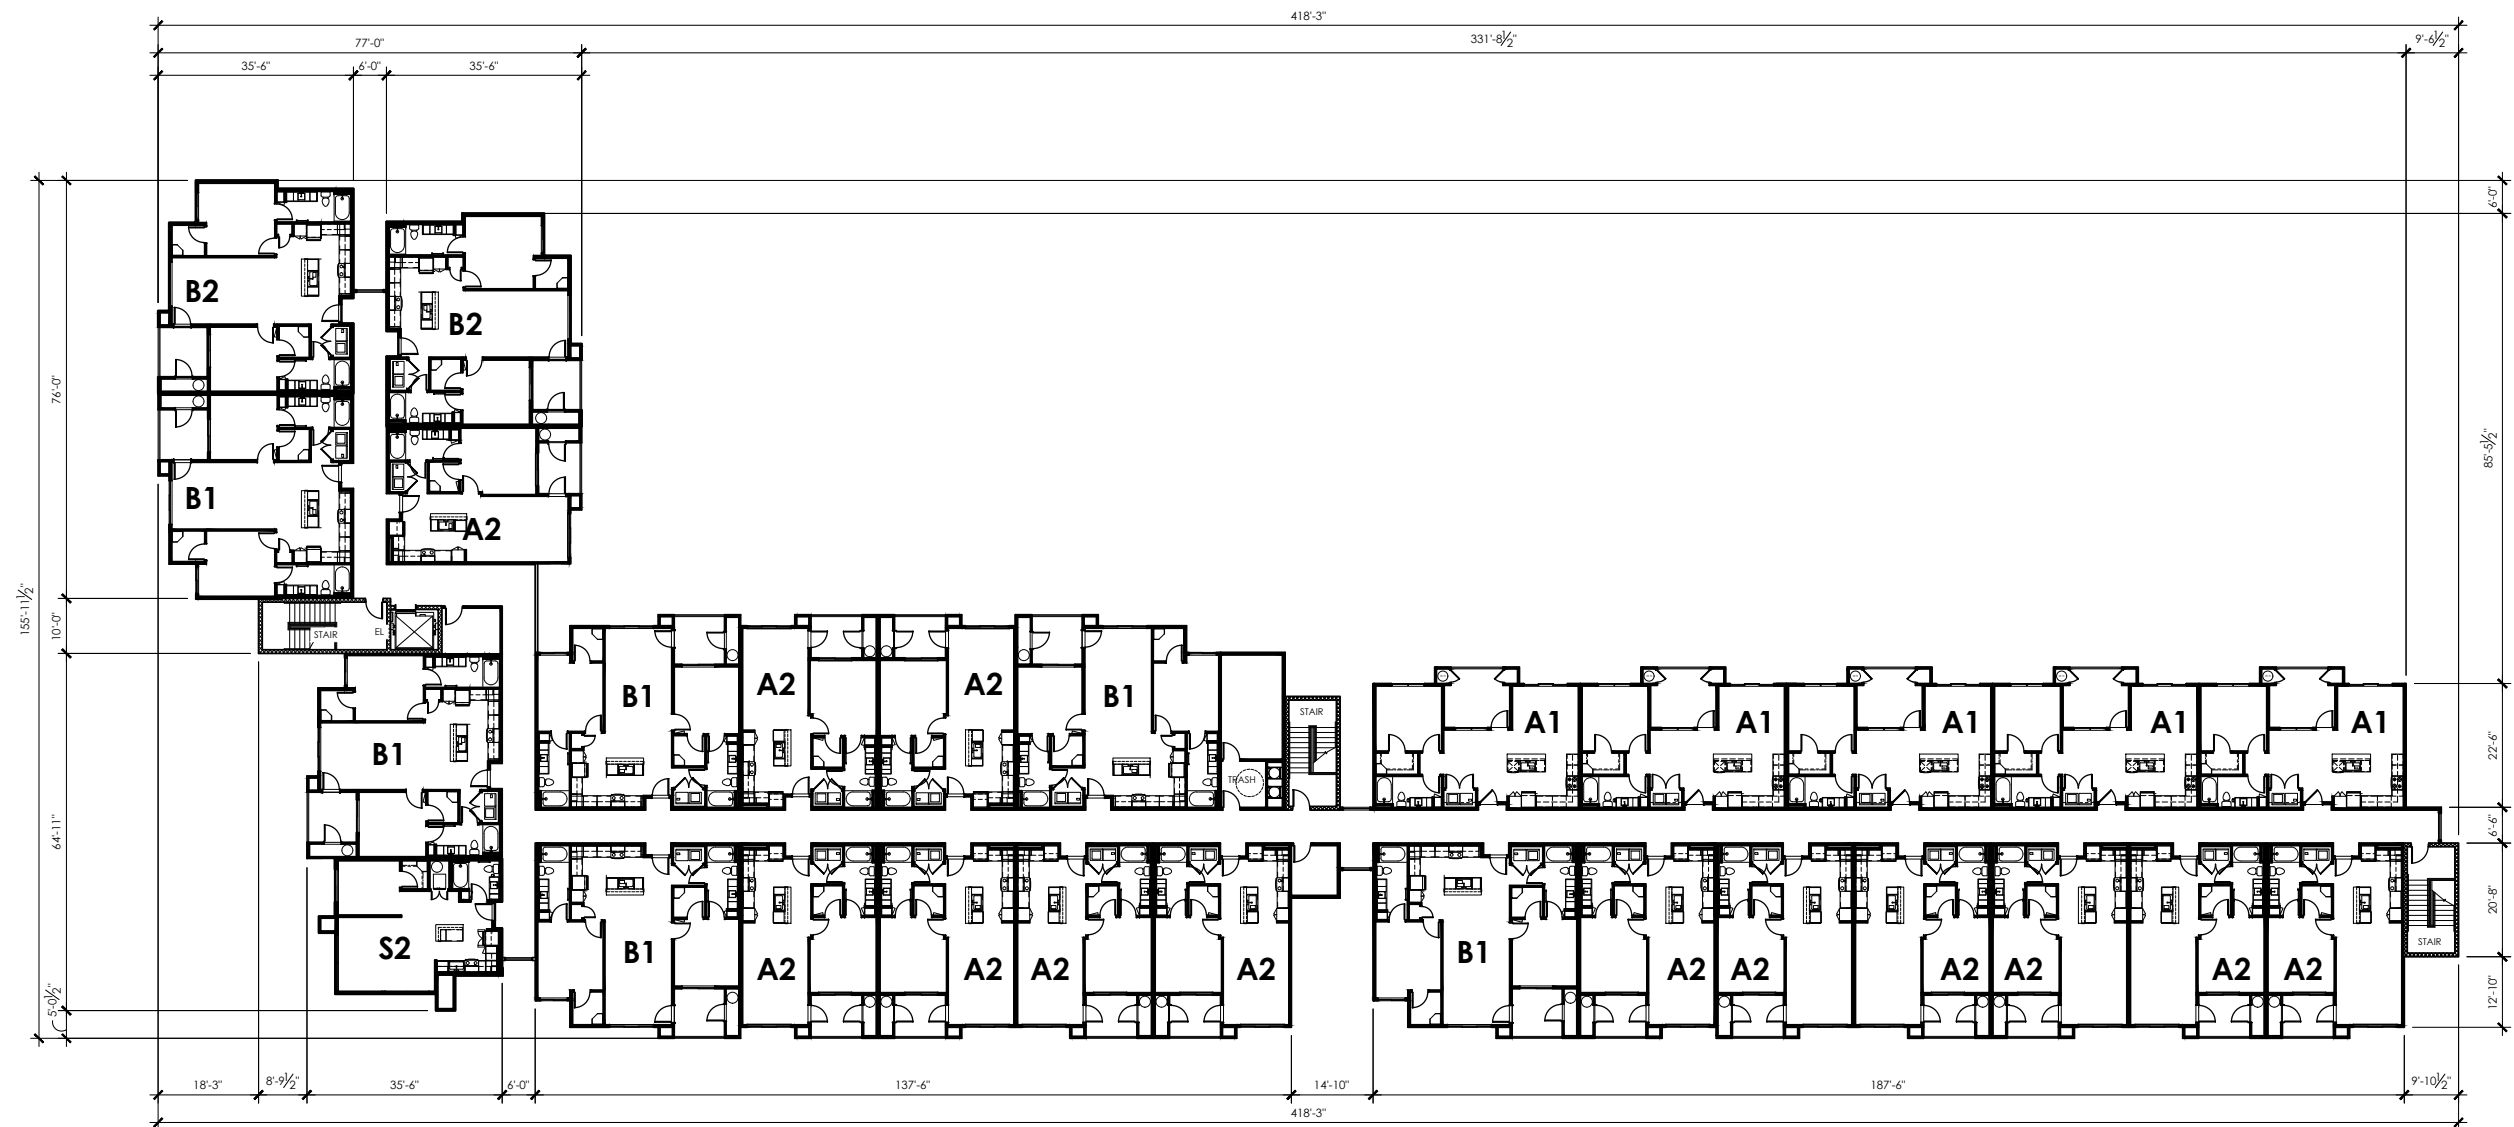 418'-3"
77'-0"
331'-8½"
9'-6½"
35'-6"
6'-0"
35'-6"
6'-0"
B2
B2
76'-0"
85'-5½"
B1
A2
155'-11½"
10'-0"
STAIR
EL
B1
A2
A2
B1
STAIR
A1
A1
A1
A1
A1
B1
TRASH
22'-6"
64'-11"
6'-6"
20'-8"
S2
B1
A2
A2
A2
A2
B1
A2
A2
A2
A2
A2
A2
STAIR
5'-0½"
12'-10"
18'-3"
8'-9½"
35'-6"
6'-0"
137'-6"
14'-10"
187'-6"
9'-10½"
418'-3"